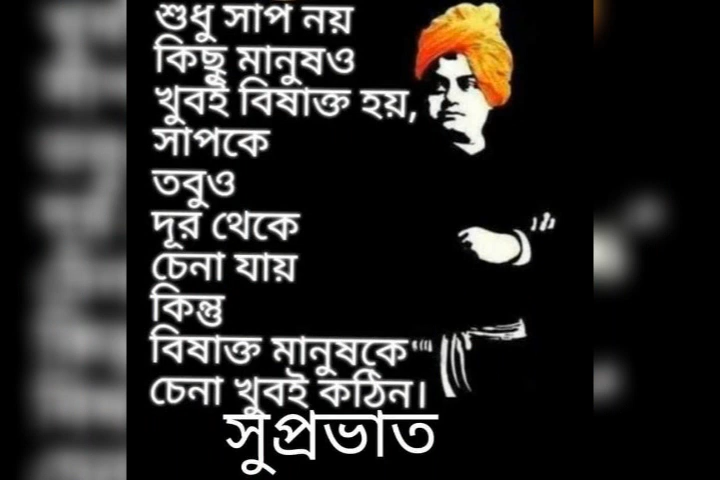 শুধু সাপ নয়
কিছু মানুষও
খুবই বিষাক্ত হয়,
সাপকে
তবুও
দূর থেকে
চেনা যায়
কিন্তু
বিষাক্ত মানুষকে
চেনা খুবই কঠিন।
সুপ্রভাত